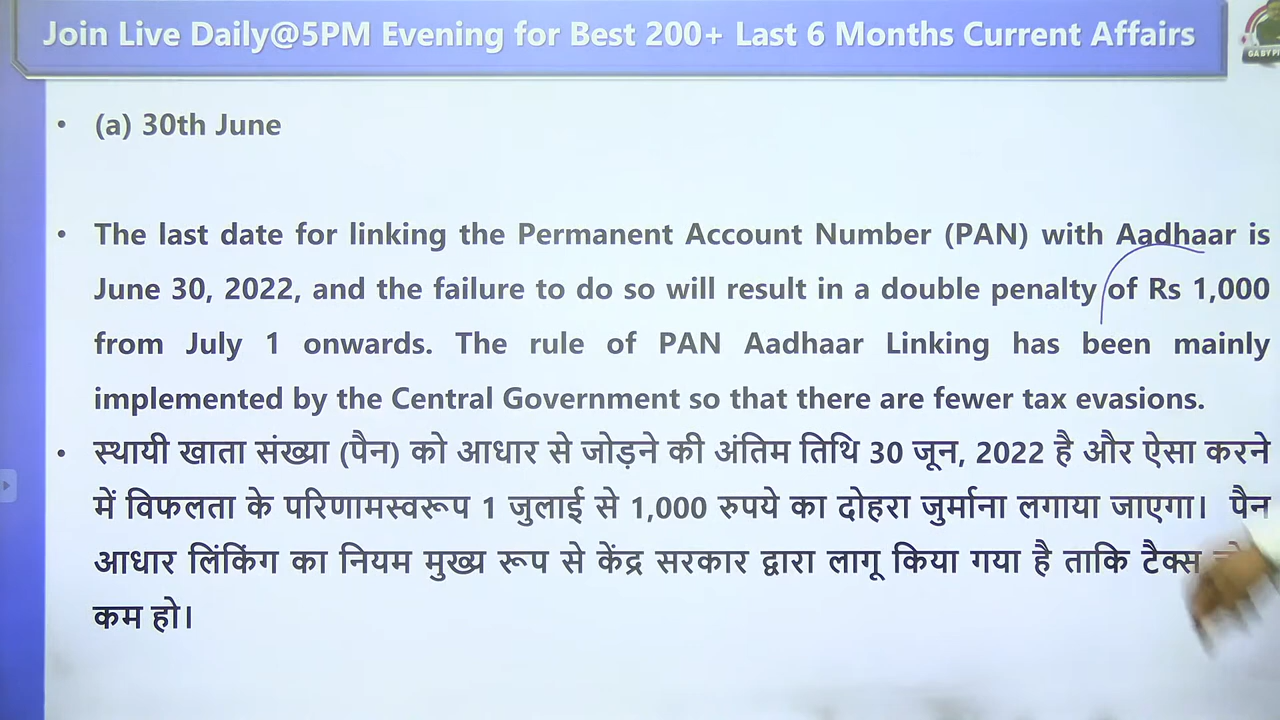 Join Live Daily@5PM Evening for Best 200+ Last 6 Months Current Affairs
• (a) 30th June
• The last date for linking the Permanent Account Number (PAN) with Aadhaar is
June 30, 2022, and the failure to do so will result in a double penalty of Rs 1,000
from July 1 onwards. The rule of PAN Aadhaar Linking has been mainly
implemented by the Central Government so that there are fewer tax evasions.
• स्थायी खाता संख्या (पैन) को आधार से जोड़ने की अंतिम तिथि 30 जून, 2022 है और ऐसा करने
में विफलता के परिणामस्वरूप 1 जुलाई से 1,000 रुपये का दोहरा जुर्माना लगाया जाएगा। पैन
आधार लिंकिंग का नियम मुख्य रूप से केंद्र सरकार द्वारा लागू किया गया है ताकि टैक्स
कम हो।